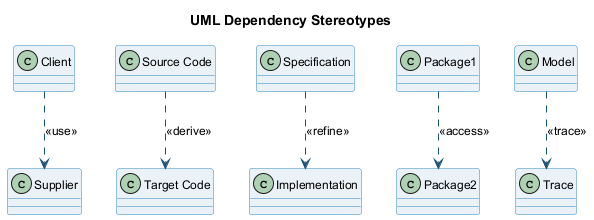 UML Dependency Stereotypes
C Client
C Source Code
C Specification
C Package1
C Model
«use»
«derive»
«refine»
«access»
«trace»
C Supplier
C Target Code
C Implementation
C Package2
C Trace